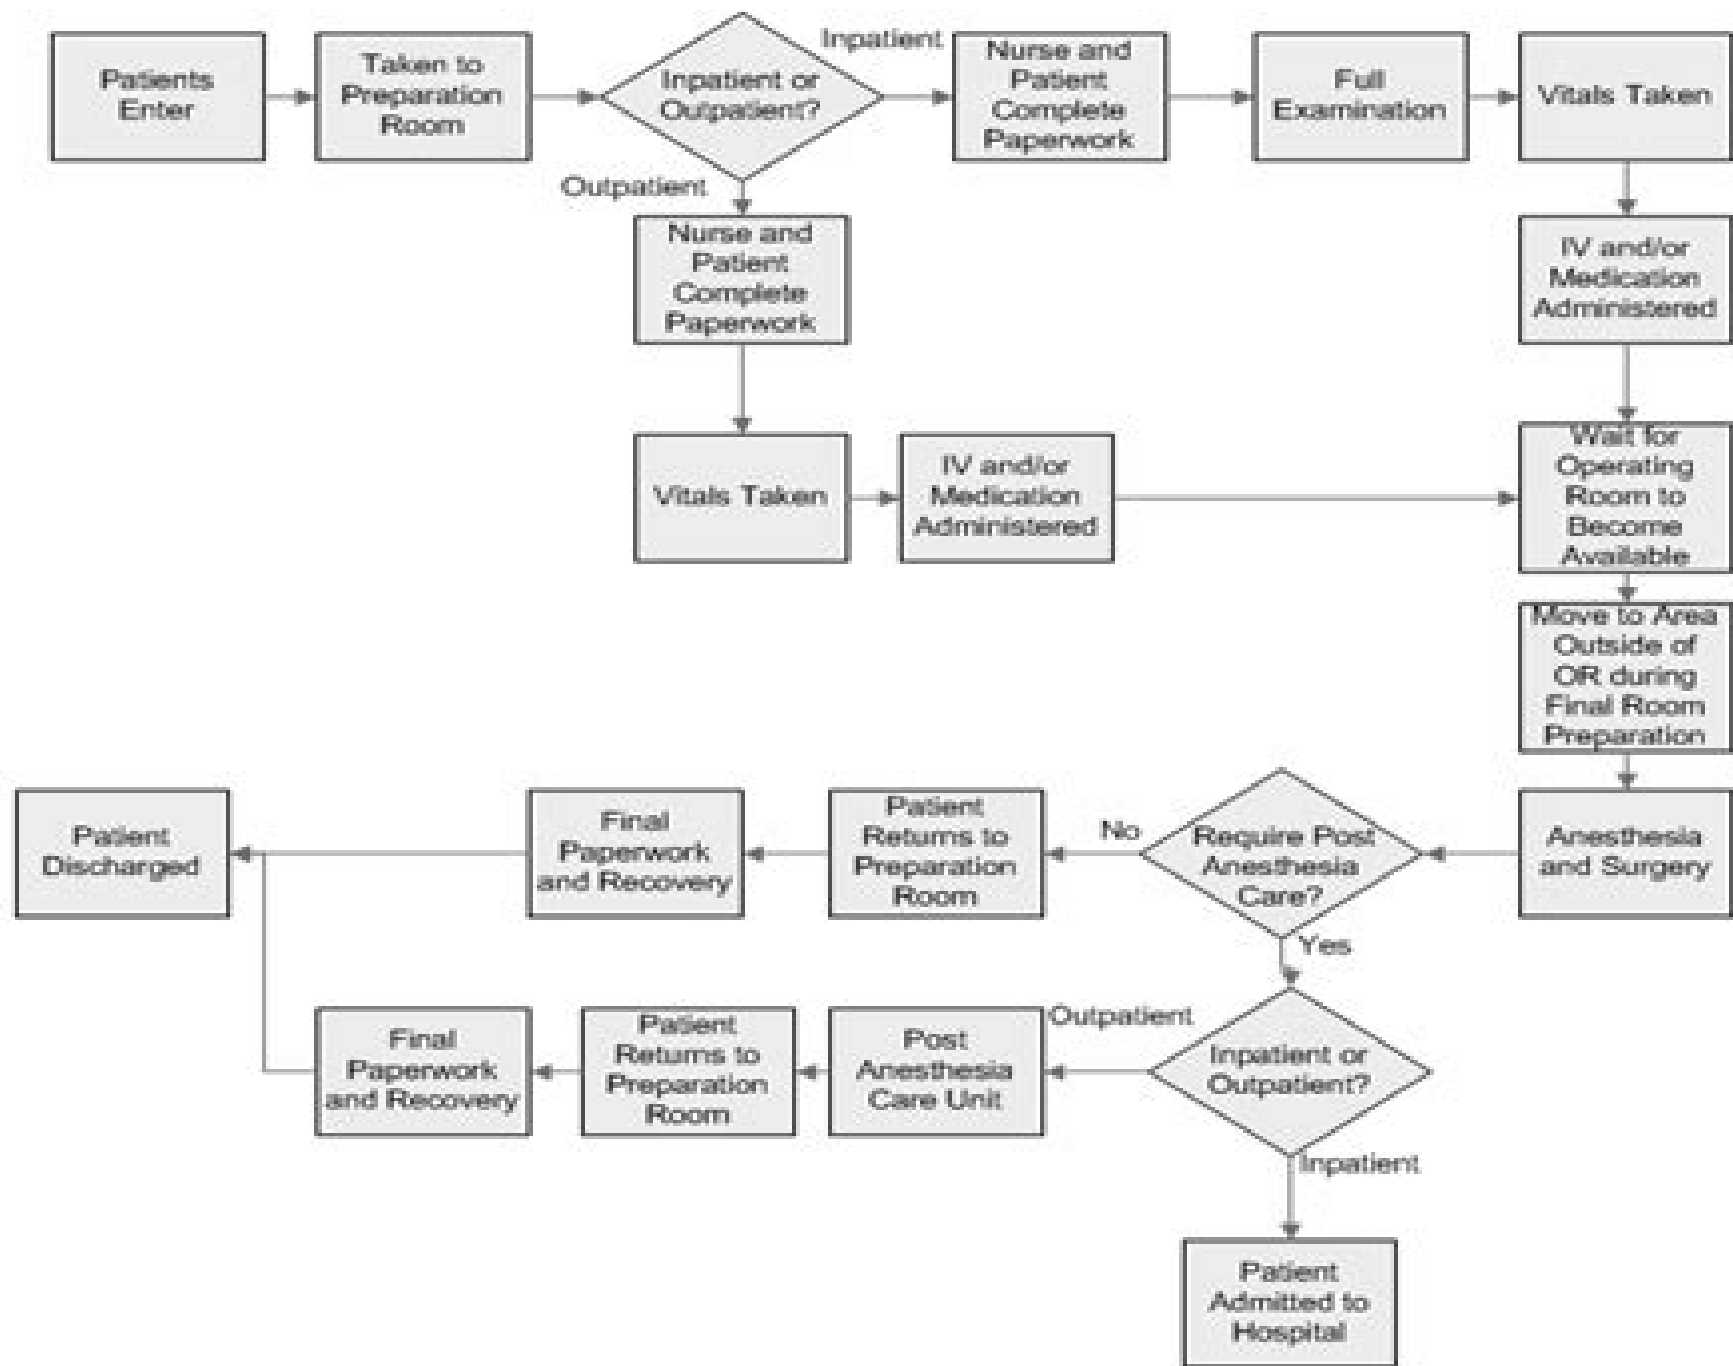 Patients
Enter
Taken to
Preparation
Room
Inpatient or
Outpatient?
Inpatient
Nurse and
Patient
Complete
Paperwork
Full
Examination
Vitals Taken
Outpatient
Nurse and
Patient
Complete
Paperwork
IV and/or
Medication
Administered
Vitals Taken
IV and/or
Medication
Administered
Wait for
Operating
Room to
Become
Available
Move to Area
Outside of
OR during
Final Room
Preparation
Anesthesia
and Surgery
Require Post
Anesthesia
Care?
No
Patient
Returns to
Preparation
Room
Final
Paperwork
and Recovery
Patient
Discharged
Yes
Inpatient or
Outpatient?
Outpatient
Post
Anesthesia
Care Unit
Patient
Returns to
Preparation
Room
Final
Paperwork
and Recovery
Inpatient
Patient
Admitted to
Hospital